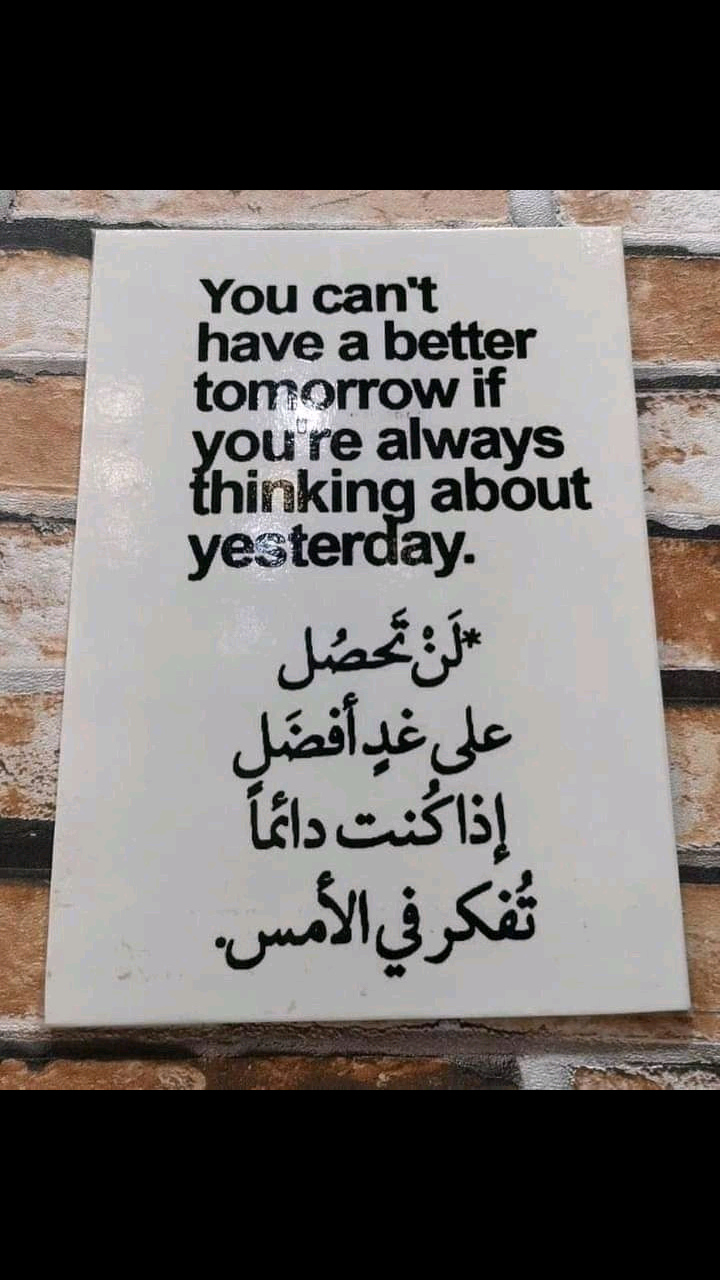 You can't
have a better
tomorrow if
you're always
thinking about
yesterday.
*لَنْ تَحصُل
على غدٍ أفضَل
إذا كُنت دائماً
تُفكر في الأمس.